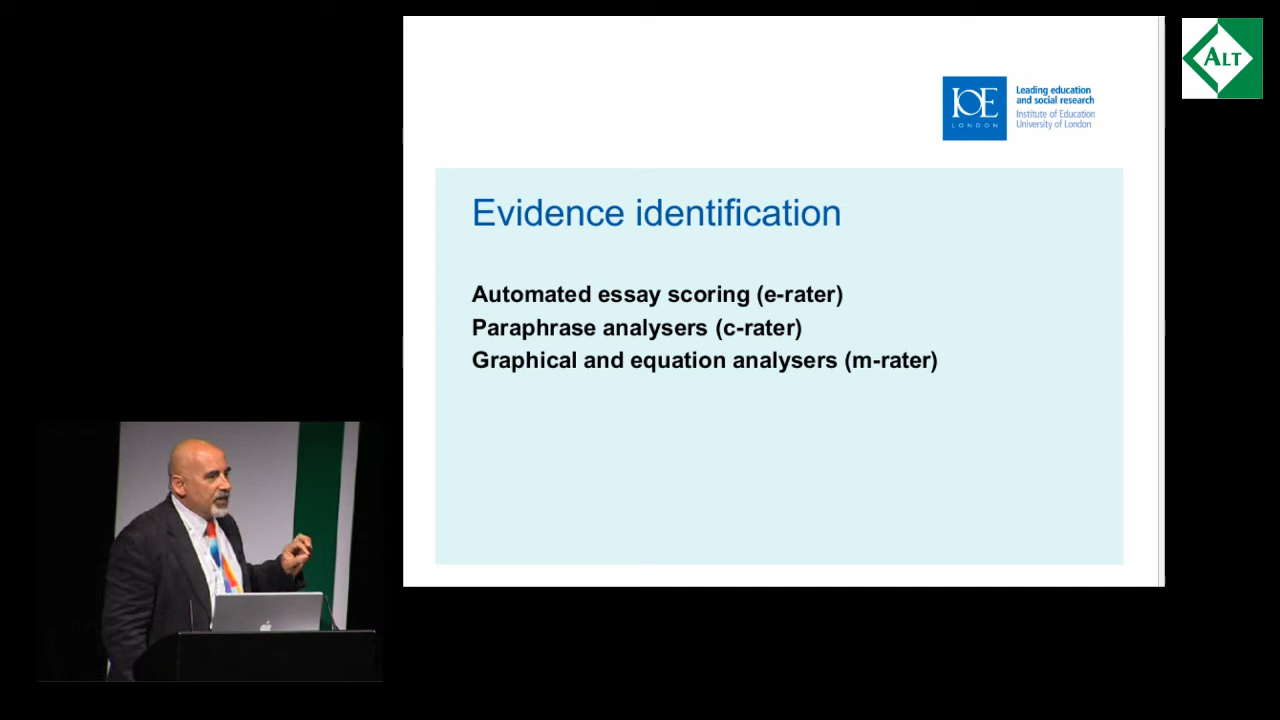 ALT
IOE
LONDON
Leading education
and social research
Institute of Education
University of London
Evidence identification
Automated essay scoring (e-rater)
Paraphrase analysers (c-rater)
Graphical and equation analysers (m-rater)